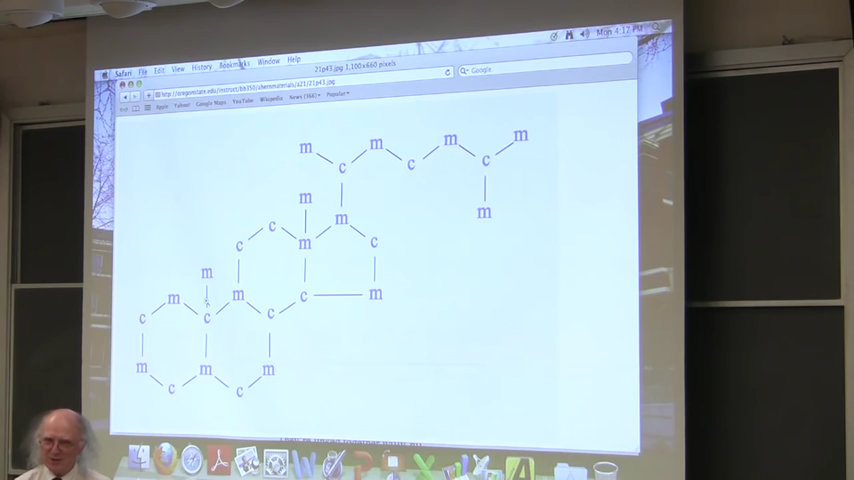 Safari File Edit View History Bookmarks Window Help Mon 4:17 PM
21p43.jpg 1,100×660 pixels
Google
Apple Yahoo! Google Maps YouTube Wikipedia News (366) Popular
m m m m
c c c
m
m m
c c m c
m
m c m
m c c c
m m m
c c